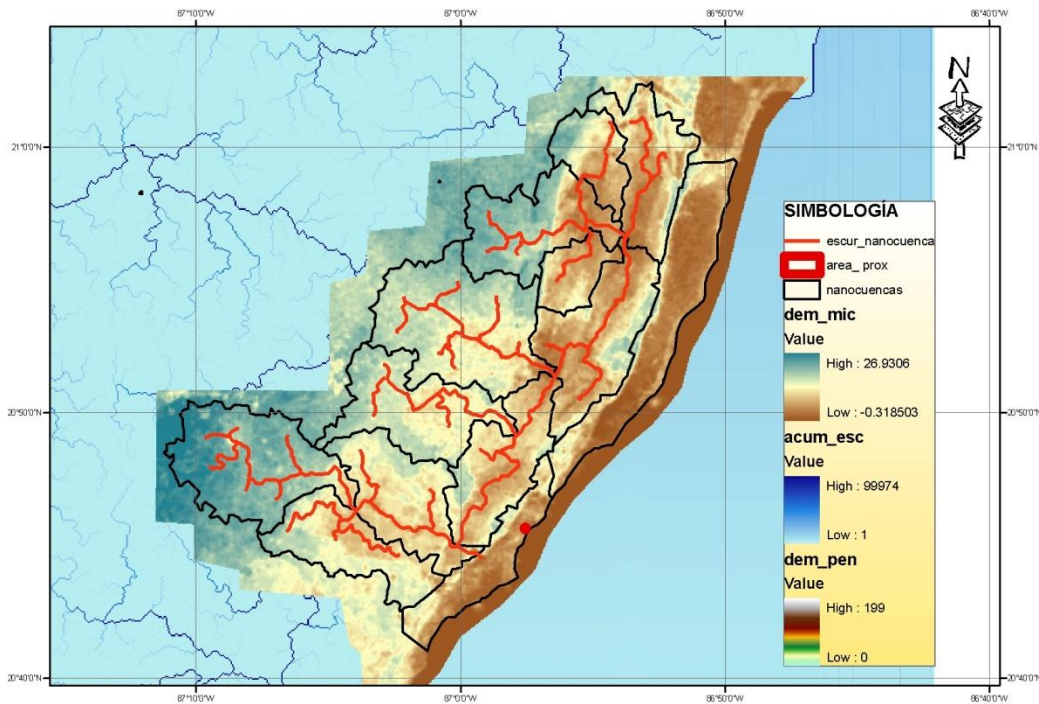 87°10'0"W 87°0'0"W 86°50'0"W 86°40'0"W
N
21°0'0"N 21°0'0"N
SIMBOLOGÍA
escur_nanocuenca
area_ prox
nanocuencas
dem_mic
Value
High : 26.9306
Low : -0.318503
20°50'0"N 20°50'0"N
acum_esc
Value
High : 99974
Low : 1
dem_pen
Value
High : 199
Low : 0
20°40'0"N 20°40'0"N
87°10'0"W 87°0'0"W 86°50'0"W 86°40'0"W